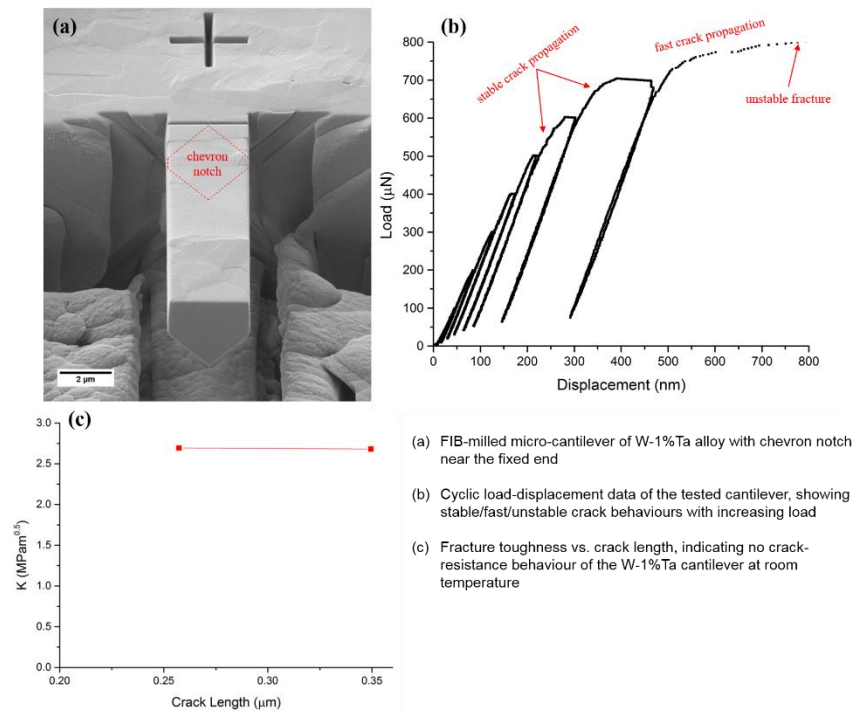 (a)
chevron
notch
2 µm
(b)
800
700
600
500
400
300
200
100
0
Load (µN)
0 100 200 300 400 500 600 700 800
Displacement (nm)
stable crack propagation
fast crack propagation
unstable fracture
(c)
3.0
2.5
2.0
1.5
1.0
0.5
0.0
K (MPam^0.5)
0.20 0.25 0.30 0.35
Crack Length (µm)
(a) FIB-milled micro-cantilever of W-1%Ta alloy with chevron notch
near the fixed end
(b) Cyclic load-displacement data of the tested cantilever, showing
stable/fast/unstable crack behaviours with increasing load
(c) Fracture toughness vs. crack length, indicating no crack-
resistance behaviour of the W-1%Ta cantilever at room
temperature